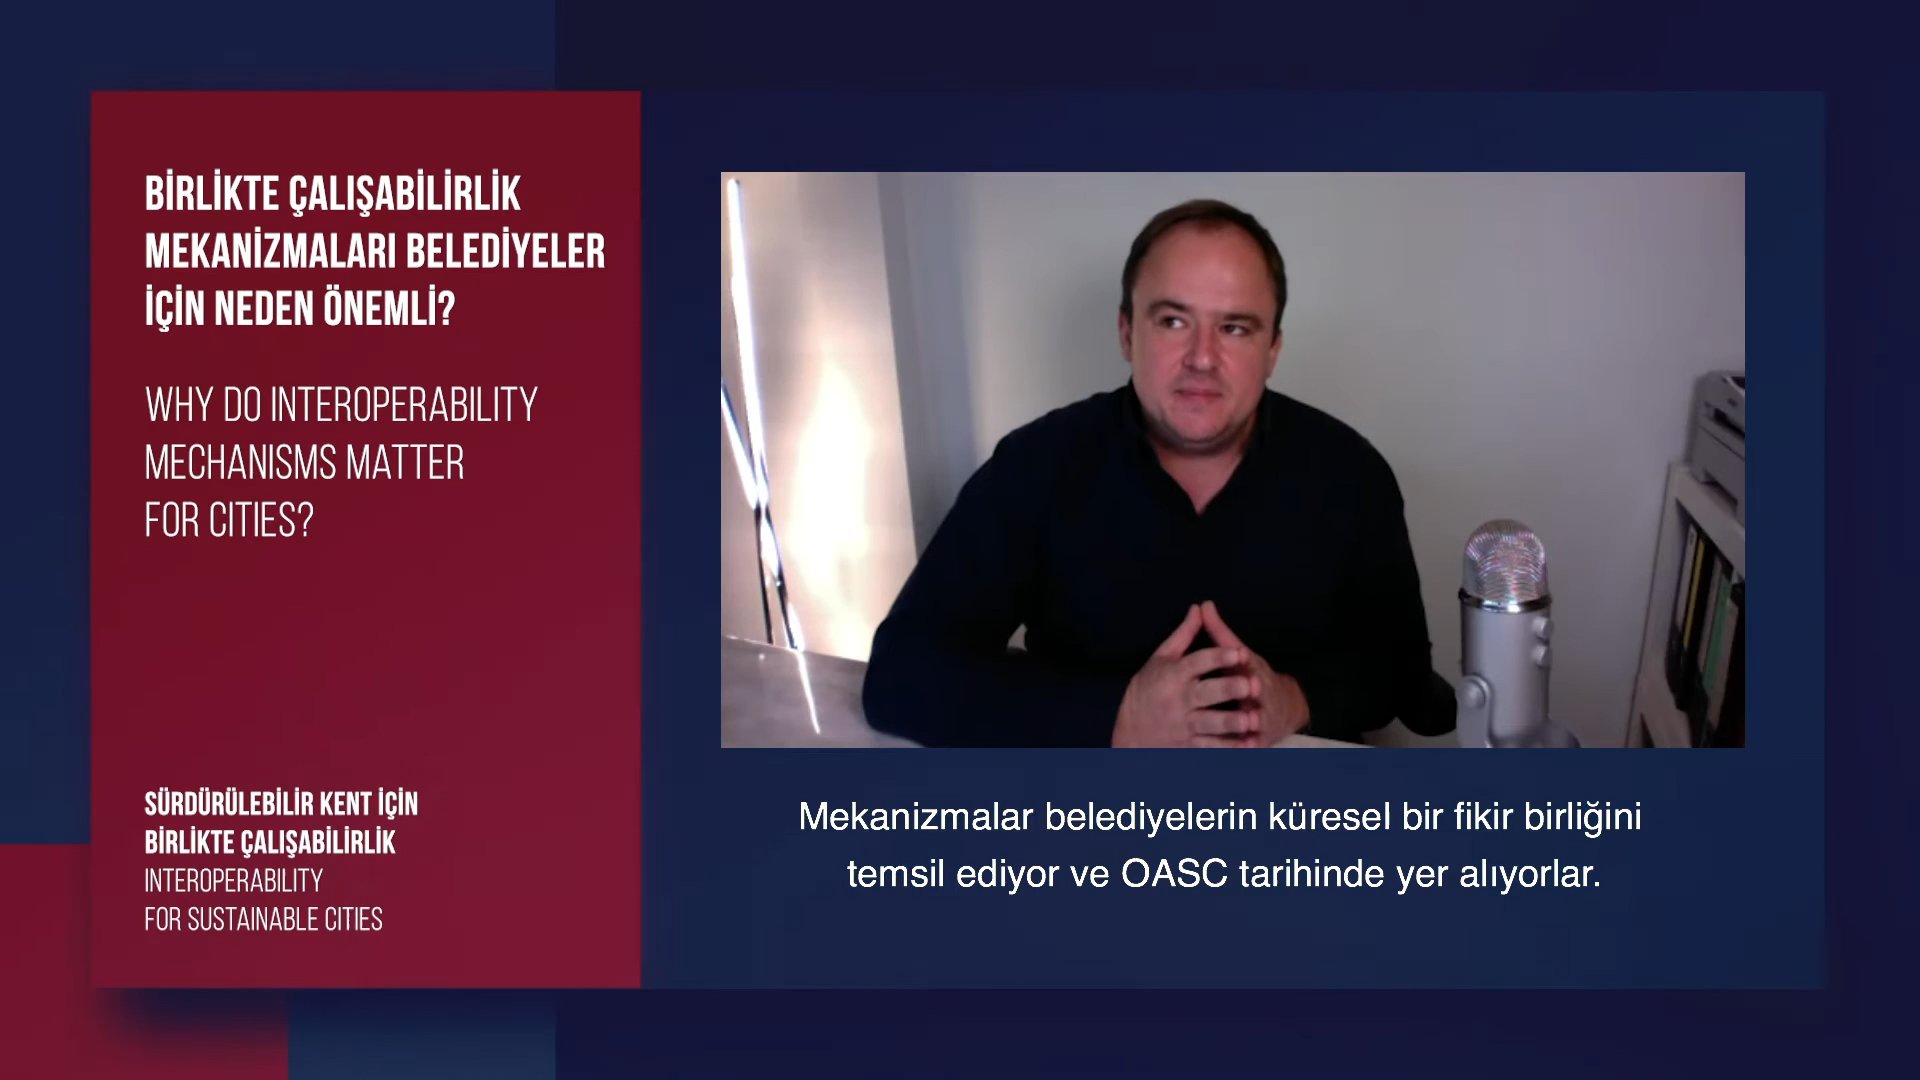 BİRLİKTE ÇALIŞABİLİRLİK
MEKANİZMALARI BELEDİYELER
İÇİN NEDEN ÖNEMLİ?
WHY DO INTEROPERABILITY
MECHANISMS MATTER
FOR CITIES?
SÜRDÜRÜLEBİLİR KENT İÇİN
BİRLİKTE ÇALIŞABİLİRLİK
INTEROPERABILITY
FOR SUSTAINABLE CITIES
Mekanizmalar belediyelerin küresel bir fikir birliğini
temsil ediyor ve OASC tarihinde yer alıyorlar.